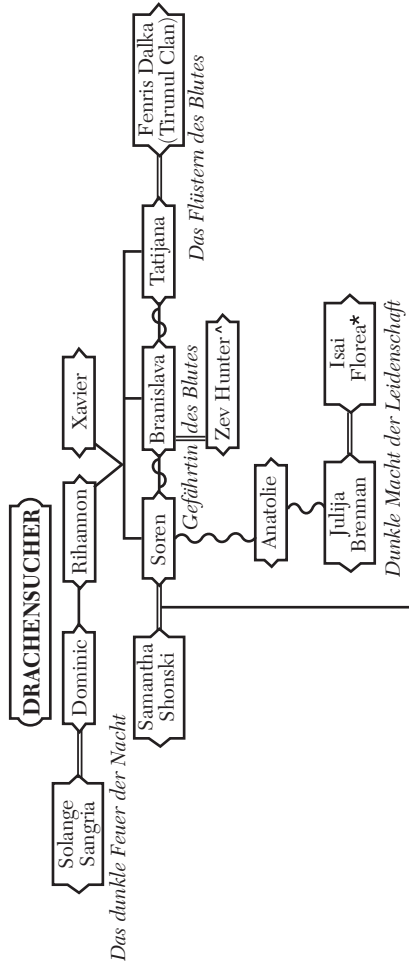 DRACHENSUCHER
Solange
Sangria
Dominic
Rihannon
Xavier
Das dunkle Feuer der Nacht
Samantha
Shonski
Soren
Branislava
Tatijana
Fenris Dalka
(Tirunul Clan)
Gefährtin des Blutes
Das Flüstern des Blutes
Zev Hunter^
Anatolie
Julija
Brennan
Isai
Florea*
Dunkle Macht der Leidenschaft